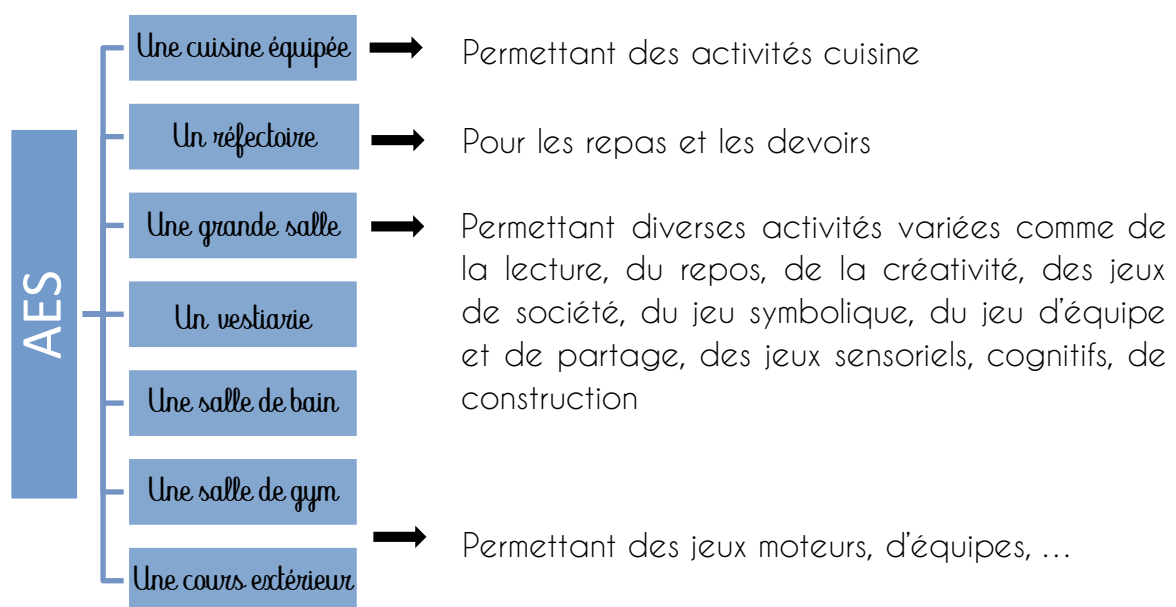 AES
Une cuisine équipée
Permettant des activités cuisine
Un réfectoire
Pour les repas et les devoirs
Une grande salle
Permettant diverses activités variées comme de
la lecture, du repos, de la créativité, des jeux
de société, du jeu symbolique, du jeu d'équipe
et de partage, des jeux sensoriels, cognitifs, de
construction
Un vestiarie
Une salle de bain
Une salle de gym
Une cours extérieur
Permettant des jeux moteurs, d'équipes, ...